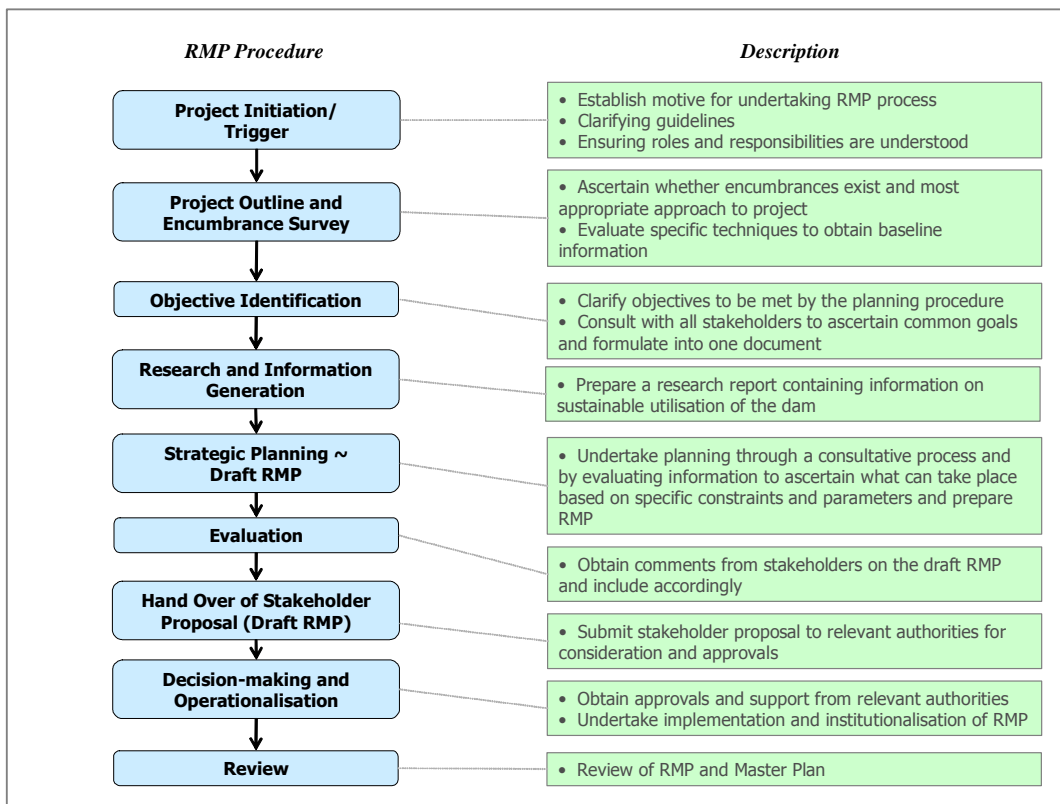 RMP Procedure
Description
Project Initiation/
Trigger
• Establish motive for undertaking RMP process
• Clarifying guidelines
• Ensuring roles and responsibilities are understood
Project Outline and
Encumbrance Survey
• Ascertain whether encumbrances exist and most
appropriate approach to project
• Evaluate specific techniques to obtain baseline
information
Objective Identification
• Clarify objectives to be met by the planning procedure
• Consult with all stakeholders to ascertain common goals
and formulate into one document
Research and Information
Generation
• Prepare a research report containing information on
sustainable utilisation of the dam
Strategic Planning ~
Draft RMP
• Undertake planning through a consultative process and
by evaluating information to ascertain what can take place
based on specific constraints and parameters and prepare
RMP
Evaluation
• Obtain comments from stakeholders on the draft RMP
and include accordingly
Hand Over of Stakeholder
Proposal (Draft RMP)
• Submit stakeholder proposal to relevant authorities for
consideration and approvals
Decision-making and
Operationalisation
• Obtain approvals and support from relevant authorities
• Undertake implementation and institutionalisation of RMP
Review
• Review of RMP and Master Plan